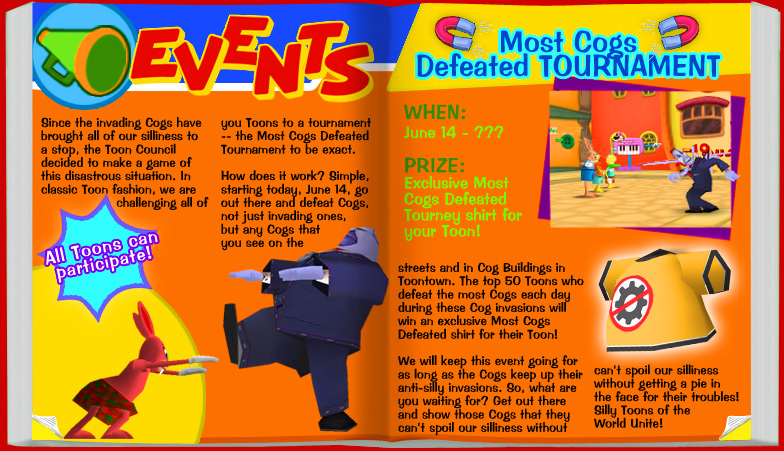 EVENTS
Since the invading Cogs have
brought all of our silliness to
a stop, the Toon Council
decided to make a game of
this disastrous situation. In
classic Toon fashion, we are
challenging all of
All Toons can
participate!
you Toons to a tournament
-- the Most Cogs Defeated
Tournament to be exact.
How does it work? Simple,
starting today, June 14, go
out there and defeat Cogs,
not just invading ones,
but any Cogs that
you see on the
Most Cogs
Defeated TOURNAMENT
WHEN:
June 14 - ???
PRIZE:
Exclusive Most
Cogs Defeated
Tourney shirt for
your Toon!
streets and in Cog Buildings in
Toontown. The top 50 Toons who
defeat the most Cogs each day
during these Cog invasions will
win an exclusive Most Cogs
Defeated shirt for their Toon!
We will keep this event going for
as long as the Cogs keep up their
anti-silly invasions. So, what are
you waiting for? Get out there
and show those Cogs that they
can't spoil our silliness without
can't spoil our silliness
without getting a pie in
the face for their troubles!
Silly Toons of the
World Unite!